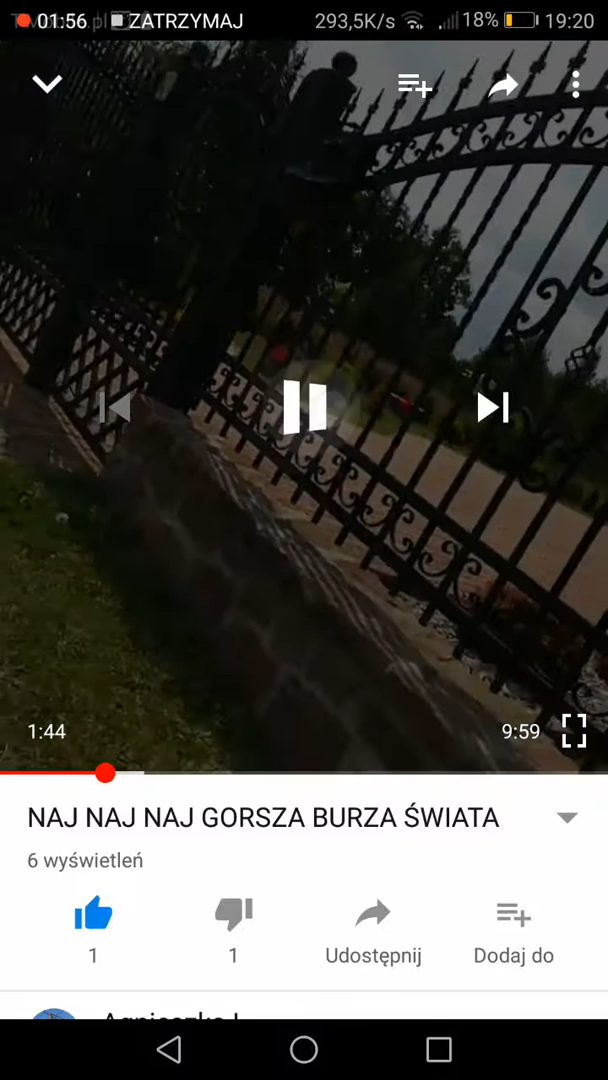 01:56 ZATRZYMAJ 293,5K/s 18% 19:20
1:44 9:59
NAJ NAJ NAJ GORSZA BURZA ŚWIATA
6 wyświetleń
1 1 Udostępnij Dodaj do